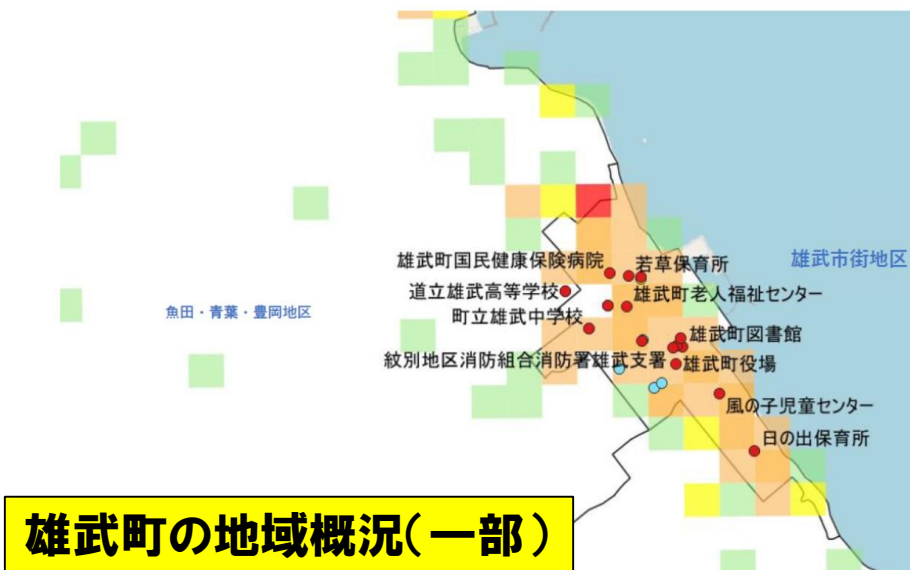 雄武町国民健康保険病院
若草保育所
雄武市街地区
道立雄武高等学校
雄武町老人福祉センター
魚田・青葉・豊岡地区
町立雄武中学校
雄武町図書館
紋別地区消防組合消防署雄武支署
雄武町役場
風の子児童センター
日の出保育所
雄武町の地域概況(一部)